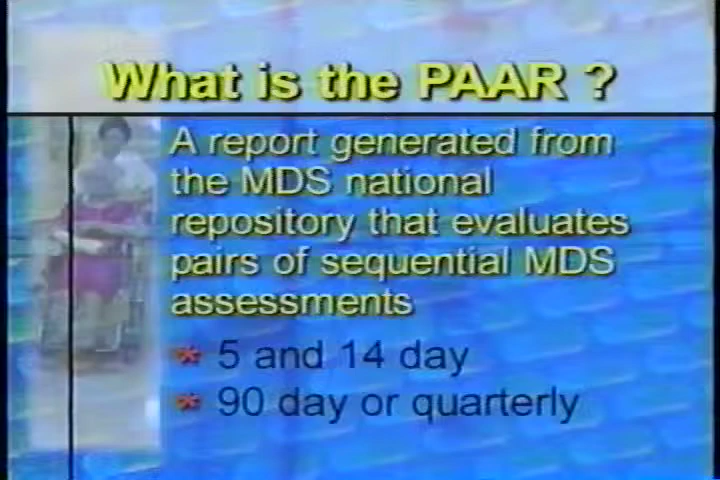 What is the PAAR ?
A report generated from
the MDS national
repository that evaluates
pairs of sequential MDS
assessments
* 5 and 14 day
* 90 day or quarterly